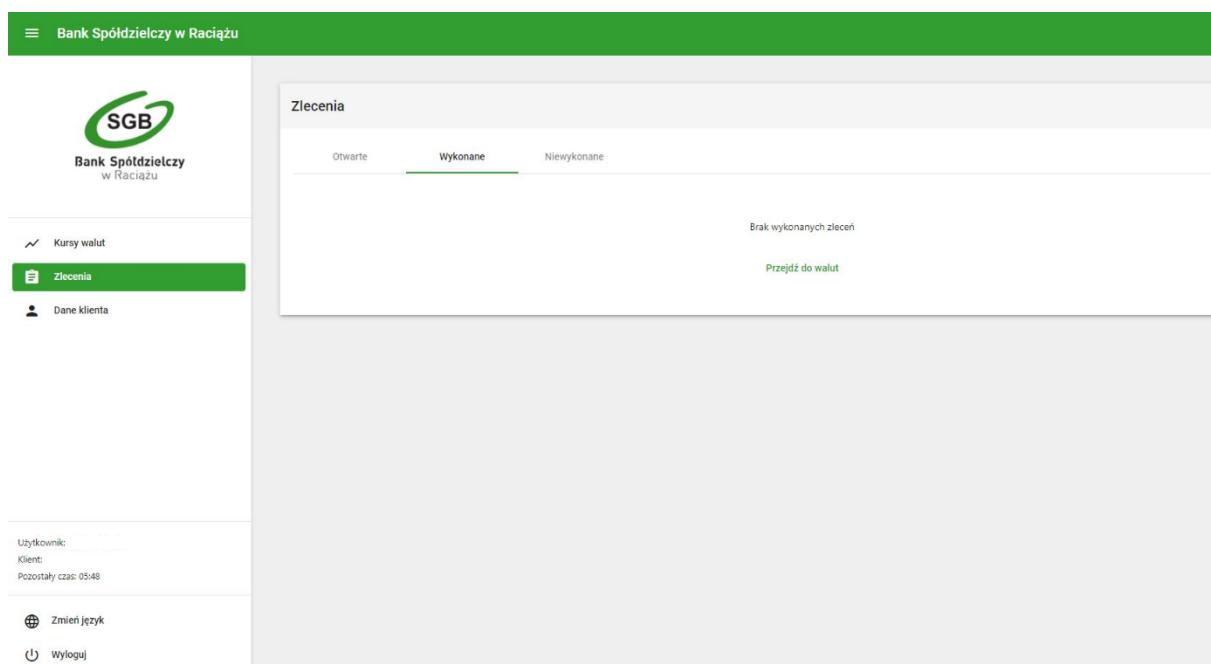 Bank Spółdzielczy w Raciążu
SGB
Bank Spółdzielczy
w Raciążu
Kursy walut
Zlecenia
Dane klienta
Użytkownik:
Klient:
Pozostały czas: 05:48
Zmień język
Wyloguj
Zlecenia
Otwarte Wykonane Niewykonane
Brak wykonanych zleceń
Przejdź do walut